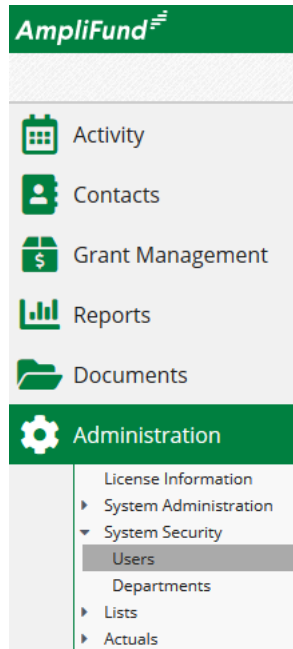 AmpliFund
Activity
Contacts
$
Grant Management
Reports
Documents
Administration
License Information
System Administration
System Security
Users
Departments
Lists
Actuals